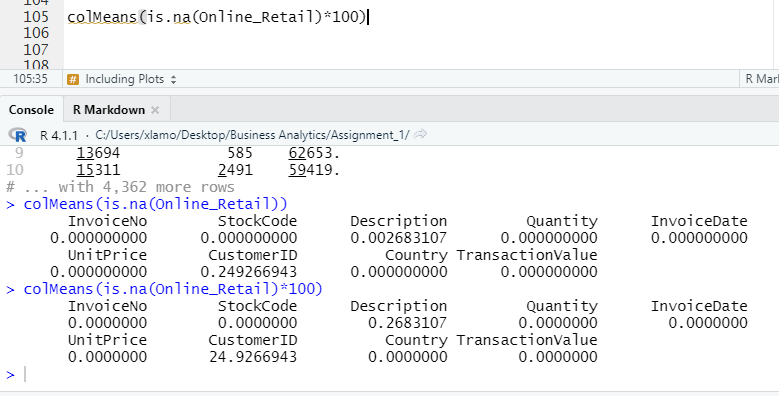 104
105 colMeans(is.na(Online_Retail)*100)
106
107
108
105:35 # Including Plots R Mar
Console R Markdown ×
R R 4.1.1 · C:/Users/xlamo/Desktop/Business Analytics/Assignment_1/
9 13694 585 62653.
10 15311 2491 59419.
# ... with 4,362 more rows
> colMeans(is.na(Online_Retail))
InvoiceNo StockCode Description Quantity InvoiceDate
0.000000000 0.000000000 0.002683107 0.000000000 0.000000000
UnitPrice CustomerID Country TransactionValue
0.000000000 0.249266943 0.000000000 0.000000000
> colMeans(is.na(Online_Retail)*100)
InvoiceNo StockCode Description Quantity InvoiceDate
0.0000000 0.0000000 0.2683107 0.0000000 0.0000000
UnitPrice CustomerID Country TransactionValue
0.0000000 24.9266943 0.0000000 0.0000000
>